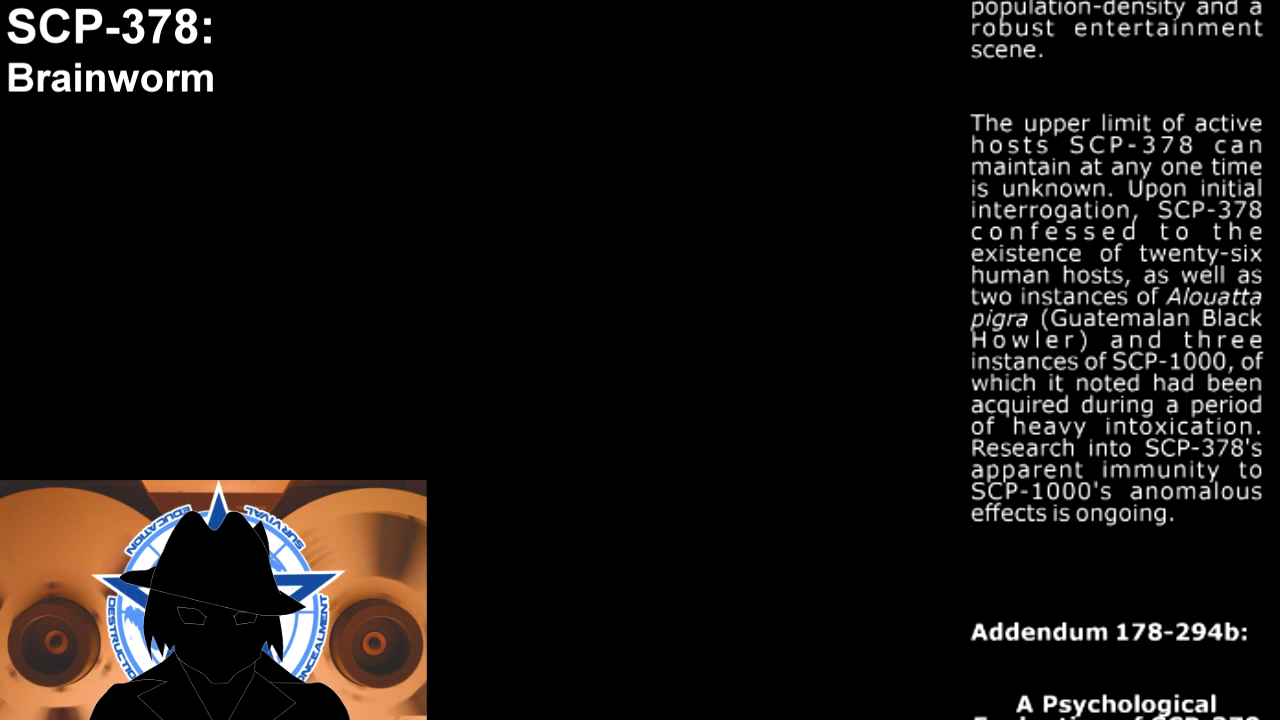 SCP-378:
Brainworm
population-density and a
robust entertainment
scene.
The upper limit of active
hosts SCP-378 can
maintain at any one time
is unknown. Upon initial
interrogation, SCP-378
confessed to the
existence of twenty-six
human hosts, as well as
two instances of Alouatta
pigra (Guatemalan Black
Howler) and three
instances of SCP-1000, of
which it noted had been
acquired during a period
of heavy intoxication.
Research into SCP-378's
apparent immunity to
SCP-1000's anomalous
effects is ongoing.
Addendum 178-294b:
A Psychological
EDUCATION
SURVIVAL